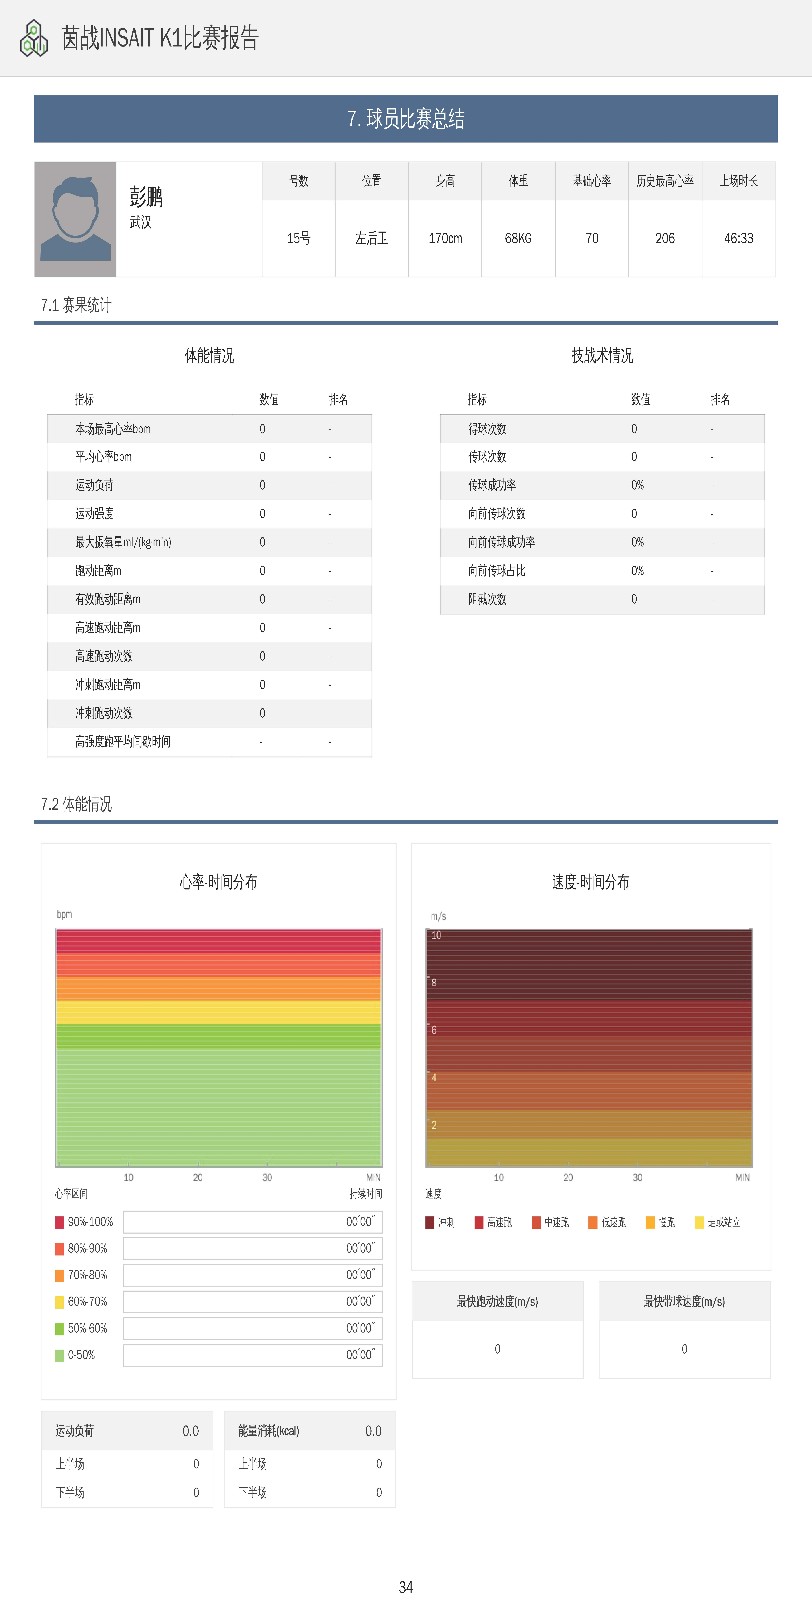 茵战INSAIT K1比赛报告
7. 球员比赛总结
彭鹏
武汉
号数 位置 身高 体重 基础心率 历史最高心率 上场时长
15号 左后卫 170cm 68KG 70 206 46:33
7.1 赛果统计
体能情况 技战术情况
指标 数值 排名 指标 数值 排名
本场最高心率bpm 0 - 得球次数 0 -
平均心率bpm 0 - 传球次数 0 -
运动负荷 0 传球成功率 0%
运动强度 0 - 向前传球次数 0 -
最大摄氧量ml/(kg·min) 0 向前传球成功率 0%
跑动距离m 0 - 向前传球占比 0% -
有效跑动距离m 0 阻截次数 0
高速跑动距离m 0 -
高速跑动次数 0
冲刺跑动距离m 0 -
冲刺跑动次数 0
高强度跑平均间歇时间 - -
7.2 体能情况
心率-时间分布 速度-时间分布
bpm m/s
10
8
6
4
2
10 20 30 MIN 10 20 30 MIN
心率区间 持续时间 速度
90%-100% 00'00" 冲刺 高速跑 中速跑 低速跑 慢跑 走或站立
80%-90% 00'00"
70%-80% 00'00"
60%-70% 00'00"
50%-60% 00'00"
0-50% 00'00"
最快跑动速度(m/s) 最快带球速度(m/s)
0 0
运动负荷 0.0 能量消耗(kcal) 0.0
上半场 0 上半场 0
下半场 0 下半场 0
34